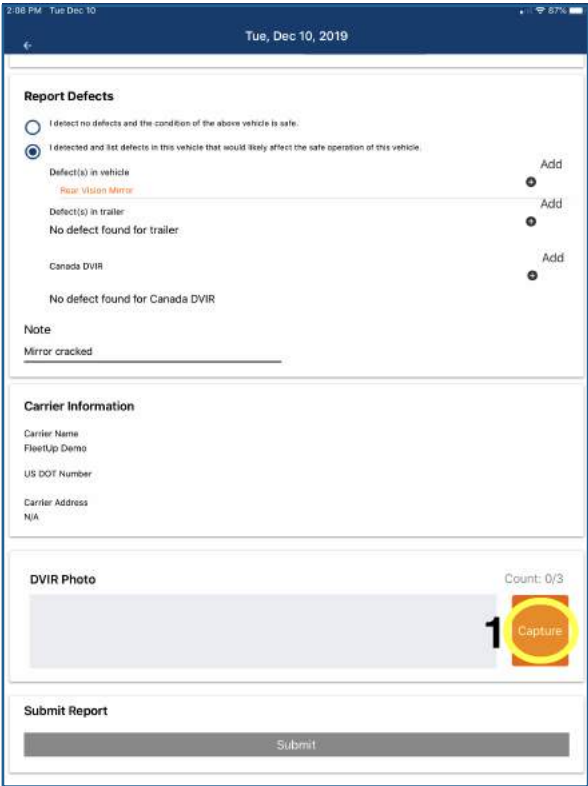 2:08 PM Tue Dec 10
87%
Tue, Dec 10, 2019
Report Defects
I detect no defects and the condition of the above vehicle is safe.
I detected and list defects in this vehicle that would likely affect the safe operation of this vehicle.
Add
Defect(s) in vehicle
Rear Vision Mirror
Add
Defect(s) in trailer
No defect found for trailer
Add
Canada DVIR
No defect found for Canada DVIR
Note
Mirror cracked
Carrier Information
Carrier Name
FleetUp Demo
US DOT Number
Carrier Address
N/A
DVIR Photo
Count: 0/3
1
Capture
Submit Report
Submit